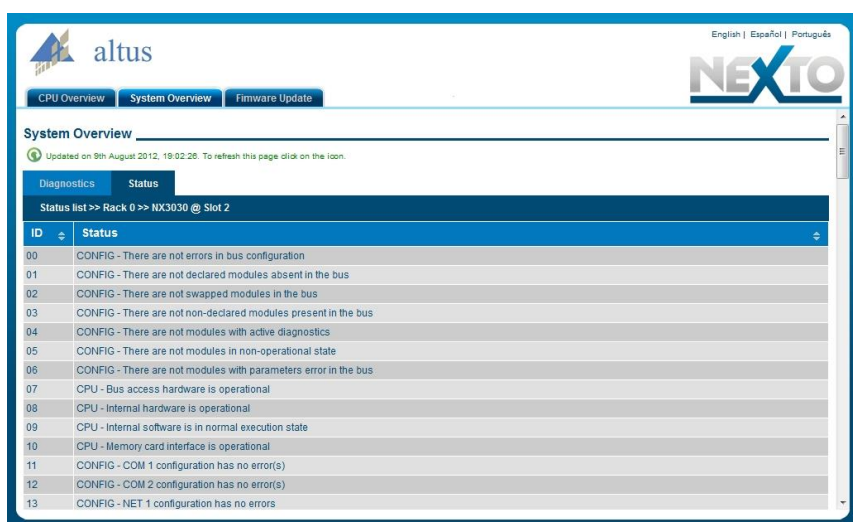 English | Español | Português
altus
NEXTO
CPU Overview System Overview Fimware Update
System Overview
Updated on 9th August 2012, 19:02:26. To refresh this page click on the icon.
Diagnostics Status
Status list >> Rack 0 >> NX3030 @ Slot 2
ID Status
00 CONFIG - There are not errors in bus configuration
01 CONFIG - There are not declared modules absent in the bus
02 CONFIG - There are not swapped modules in the bus
03 CONFIG - There are not non-declared modules present in the bus
04 CONFIG - There are not modules with active diagnostics
05 CONFIG - There are not modules in non-operational state
06 CONFIG - There are not modules with parameters error in the bus
07 CPU - Bus access hardware is operational
08 CPU - Internal hardware is operational
09 CPU - Internal software is in normal execution state
10 CPU - Memory card interface is operational
11 CONFIG - COM 1 configuration has no error(s)
12 CONFIG - COM 2 configuration has no error(s)
13 CONFIG - NET 1 configuration has no errors